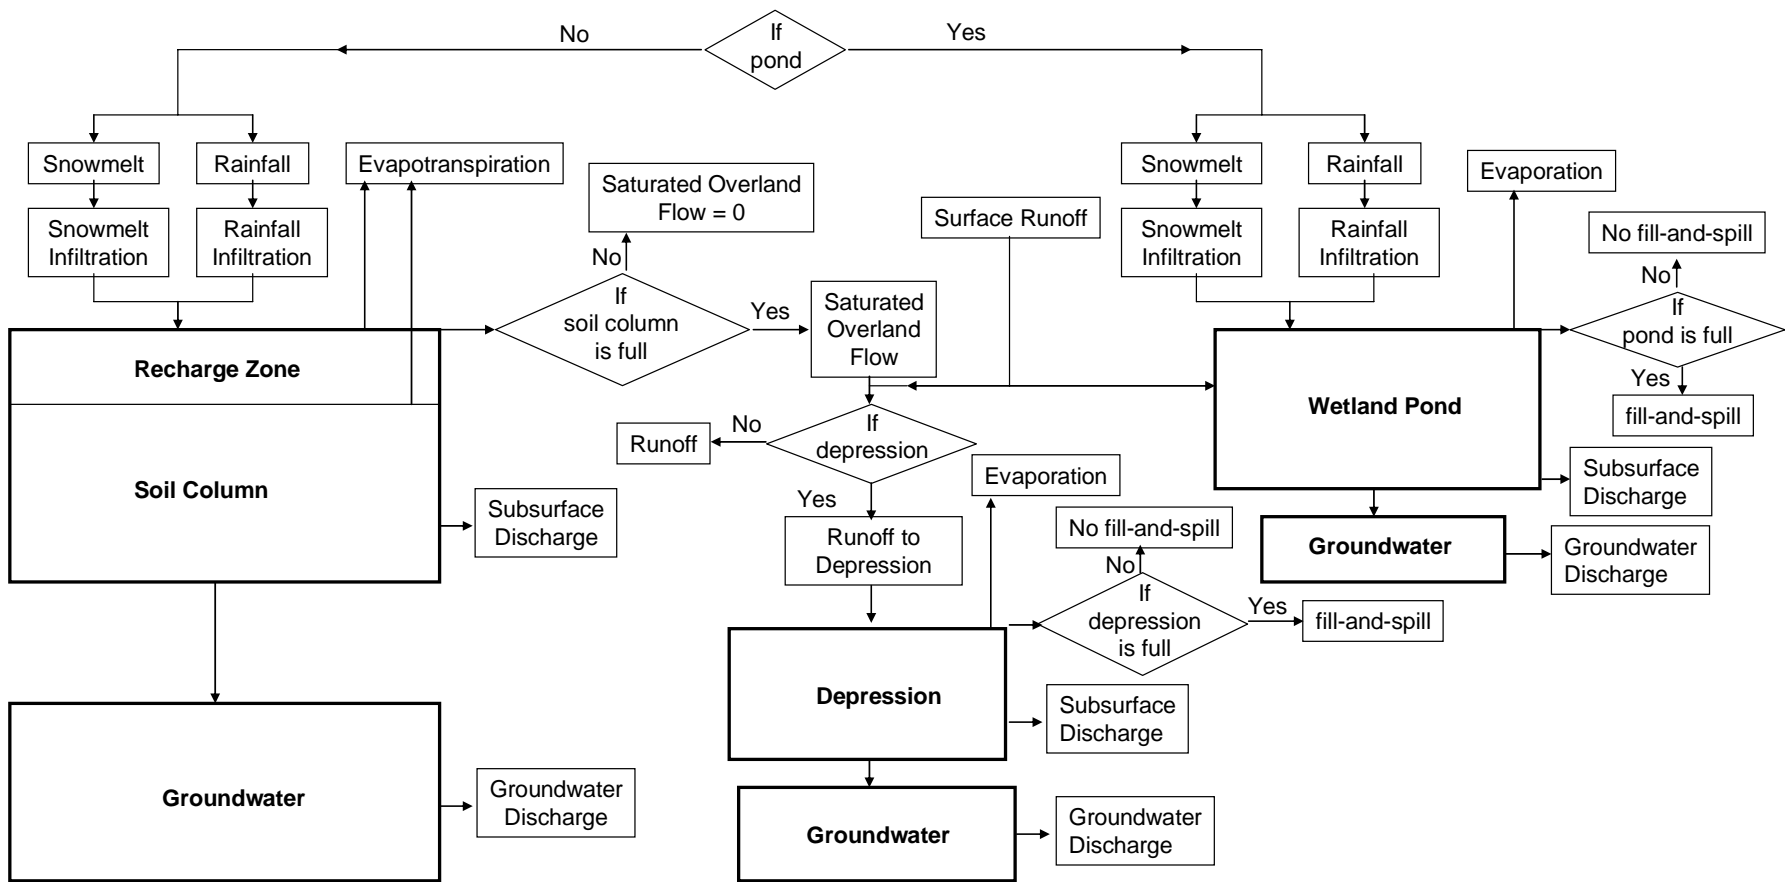 No
If
pond
Yes
Snowmelt
Rainfall
Evapotranspiration
Saturated Overland
Flow = 0
Snowmelt
Infiltration
Rainfall
Infiltration
No
If
soil column
is full
Yes
Saturated
Overland
Flow
Surface Runoff
Snowmelt
Rainfall
Evaporation
Snowmelt
Infiltration
Rainfall
Infiltration
No fill-and-spill
No
If
pond is full
Yes
fill-and-spill
Recharge Zone
Soil Column
Subsurface
Discharge
Runoff
No
If
depression
Yes
Runoff to
Depression
Evaporation
No fill-and-spill
No
If
depression
is full
Yes
fill-and-spill
Wetland Pond
Subsurface
Discharge
Groundwater
Groundwater
Discharge
Depression
Subsurface
Discharge
Groundwater
Groundwater
Discharge
Groundwater
Groundwater
Discharge